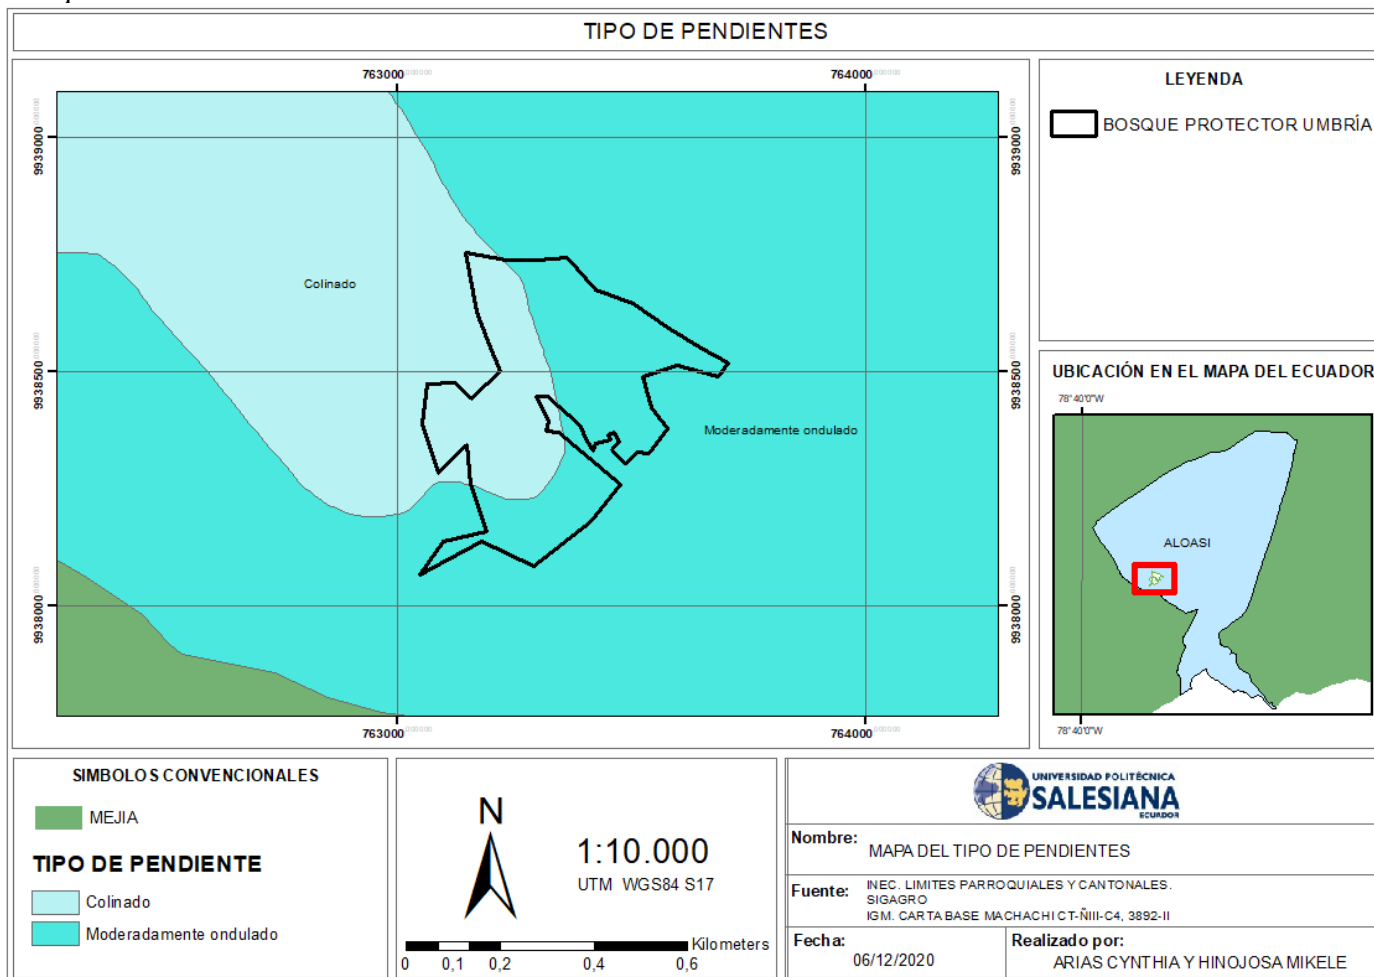 TIPO DE PENDIENTES
763000
764000
9939000
9939000
9938500
9938500
9938000
9938000
763000
764000
Colinado
Moderadamente ondulado
LEYENDA
BOSQUE PROTECTOR UMBRÍA
UBICACIÓN EN EL MAPA DEL ECUADOR
78°40'0"W
ALOASI
78°40'0"W
SIMBOLOS CONVENCIONALES
MEJIA
TIPO DE PENDIENTE
Colinado
Moderadamente ondulado
N
1:10.000
UTM WGS84 S17
Kilometers
0 0,1 0,2 0,4 0,6
UNIVERSIDAD POLITÉCNICA
SALESIANA
ECUADOR
Nombre: MAPA DEL TIPO DE PENDIENTES
Fuente: INEC. LIMITES PARROQUIALES Y CANTONALES.
SIGAGRO
IGM. CARTA BASE MACHACHI CT-ÑIII-C4, 3892-II
Fecha: 06/12/2020
Realizado por:
ARIAS CYNTHIA Y HINOJOSA MIKELE